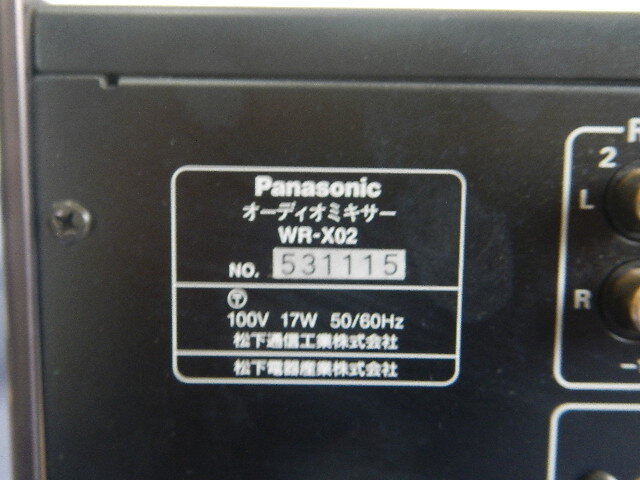 Panasonic
オーディオミキサー
WR-X02
NO. 531115
〒
100V 17W 50/60Hz
松下通信工業株式会社
松下電器産業株式会社
2
L
R